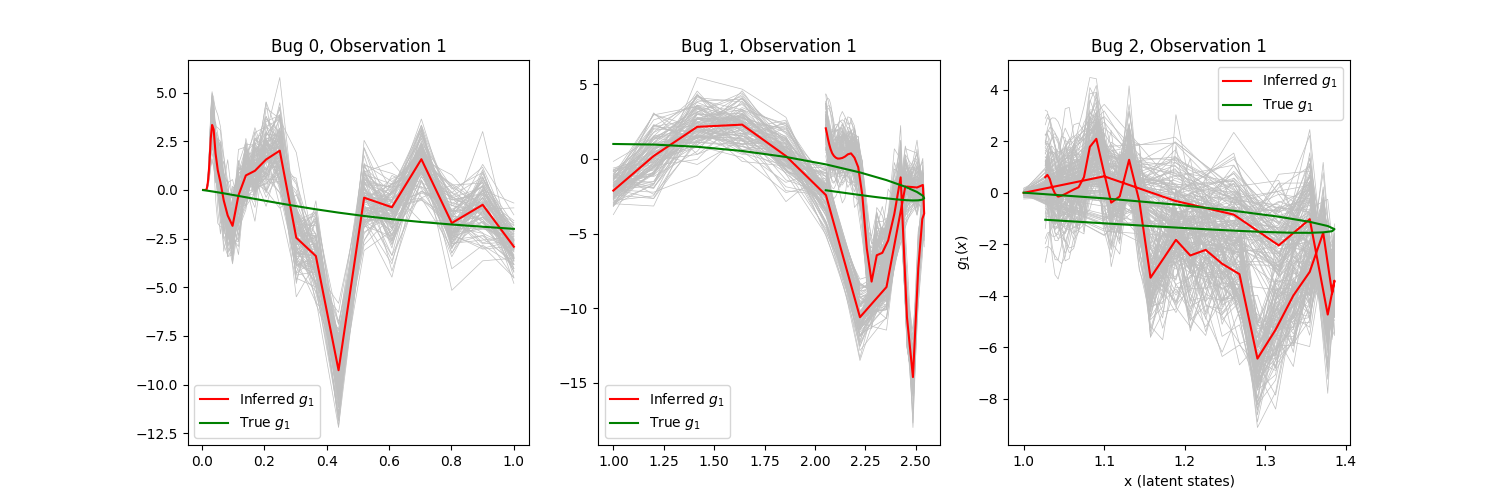 Bug 0, Observation 1
5.0
2.5
0.0
−2.5
−5.0
−7.5
−10.0
−12.5
0.0 0.2 0.4 0.6 0.8 1.0
Inferred g₁
True g₁
Bug 1, Observation 1
5
0
−5
−10
−15
1.00 1.25 1.50 1.75 2.00 2.25 2.50
Inferred g₁
True g₁
Bug 2, Observation 1
g₁(x)
4
2
0
−2
−4
−6
−8
1.0 1.1 1.2 1.3 1.4
x (latent states)
Inferred g₁
True g₁